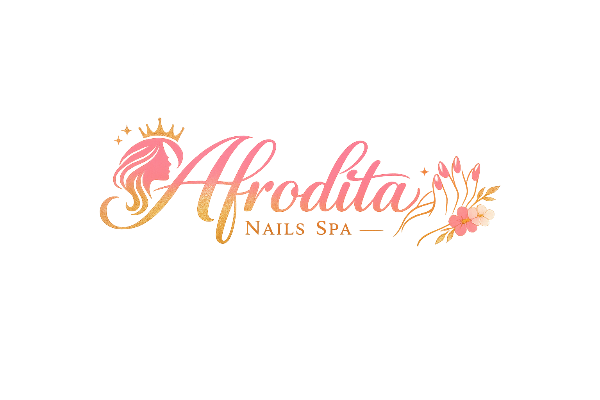 Afrodita
Nails Spa —